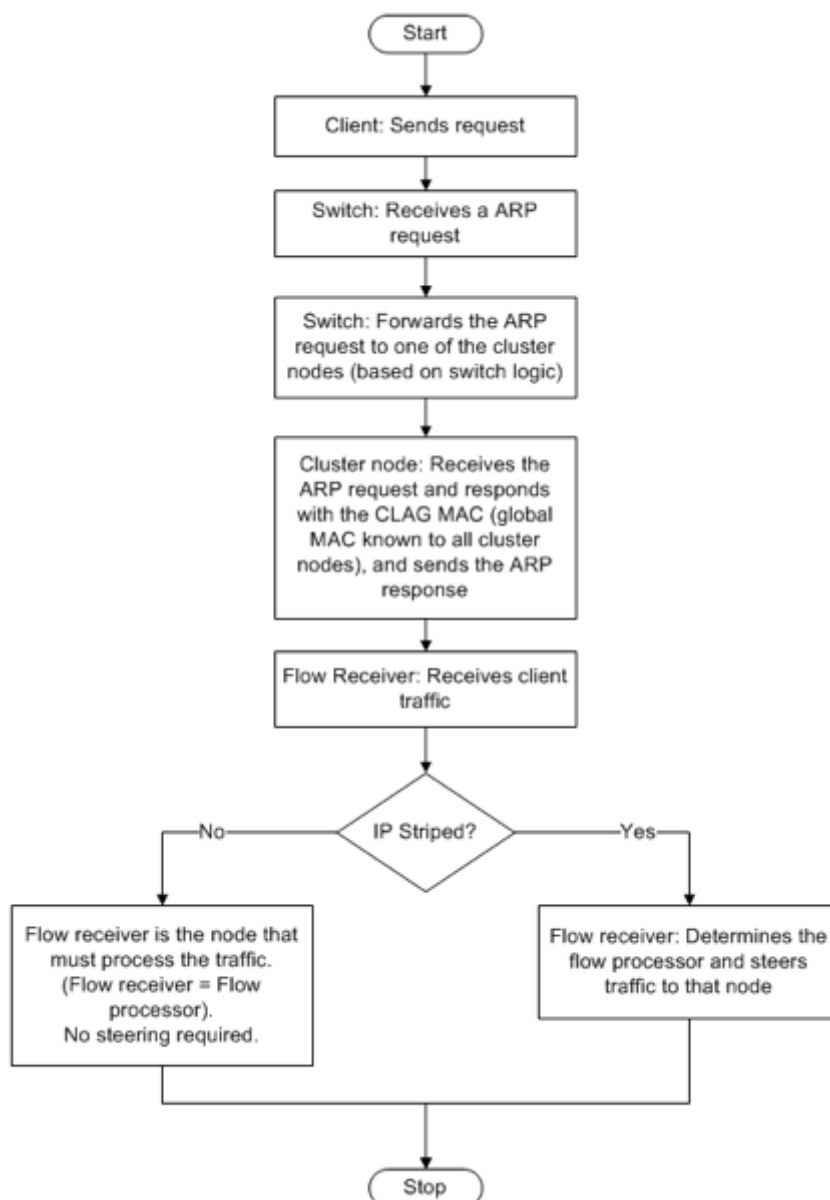 Start
Client: Sends request
Switch: Receives a ARP
request
Switch: Forwards the ARP
request to one of the cluster
nodes (based on switch logic)
Cluster node: Receives the
ARP request and responds
with the CLAG MAC (global
MAC known to all cluster
nodes), and sends the ARP
response
Flow Receiver: Receives client
traffic
IP Striped?
No
Yes
Flow receiver is the node that
must process the traffic.
(Flow receiver = Flow
processor).
No steering required.
Flow receiver: Determines the
flow processor and steers
traffic to that node
Stop